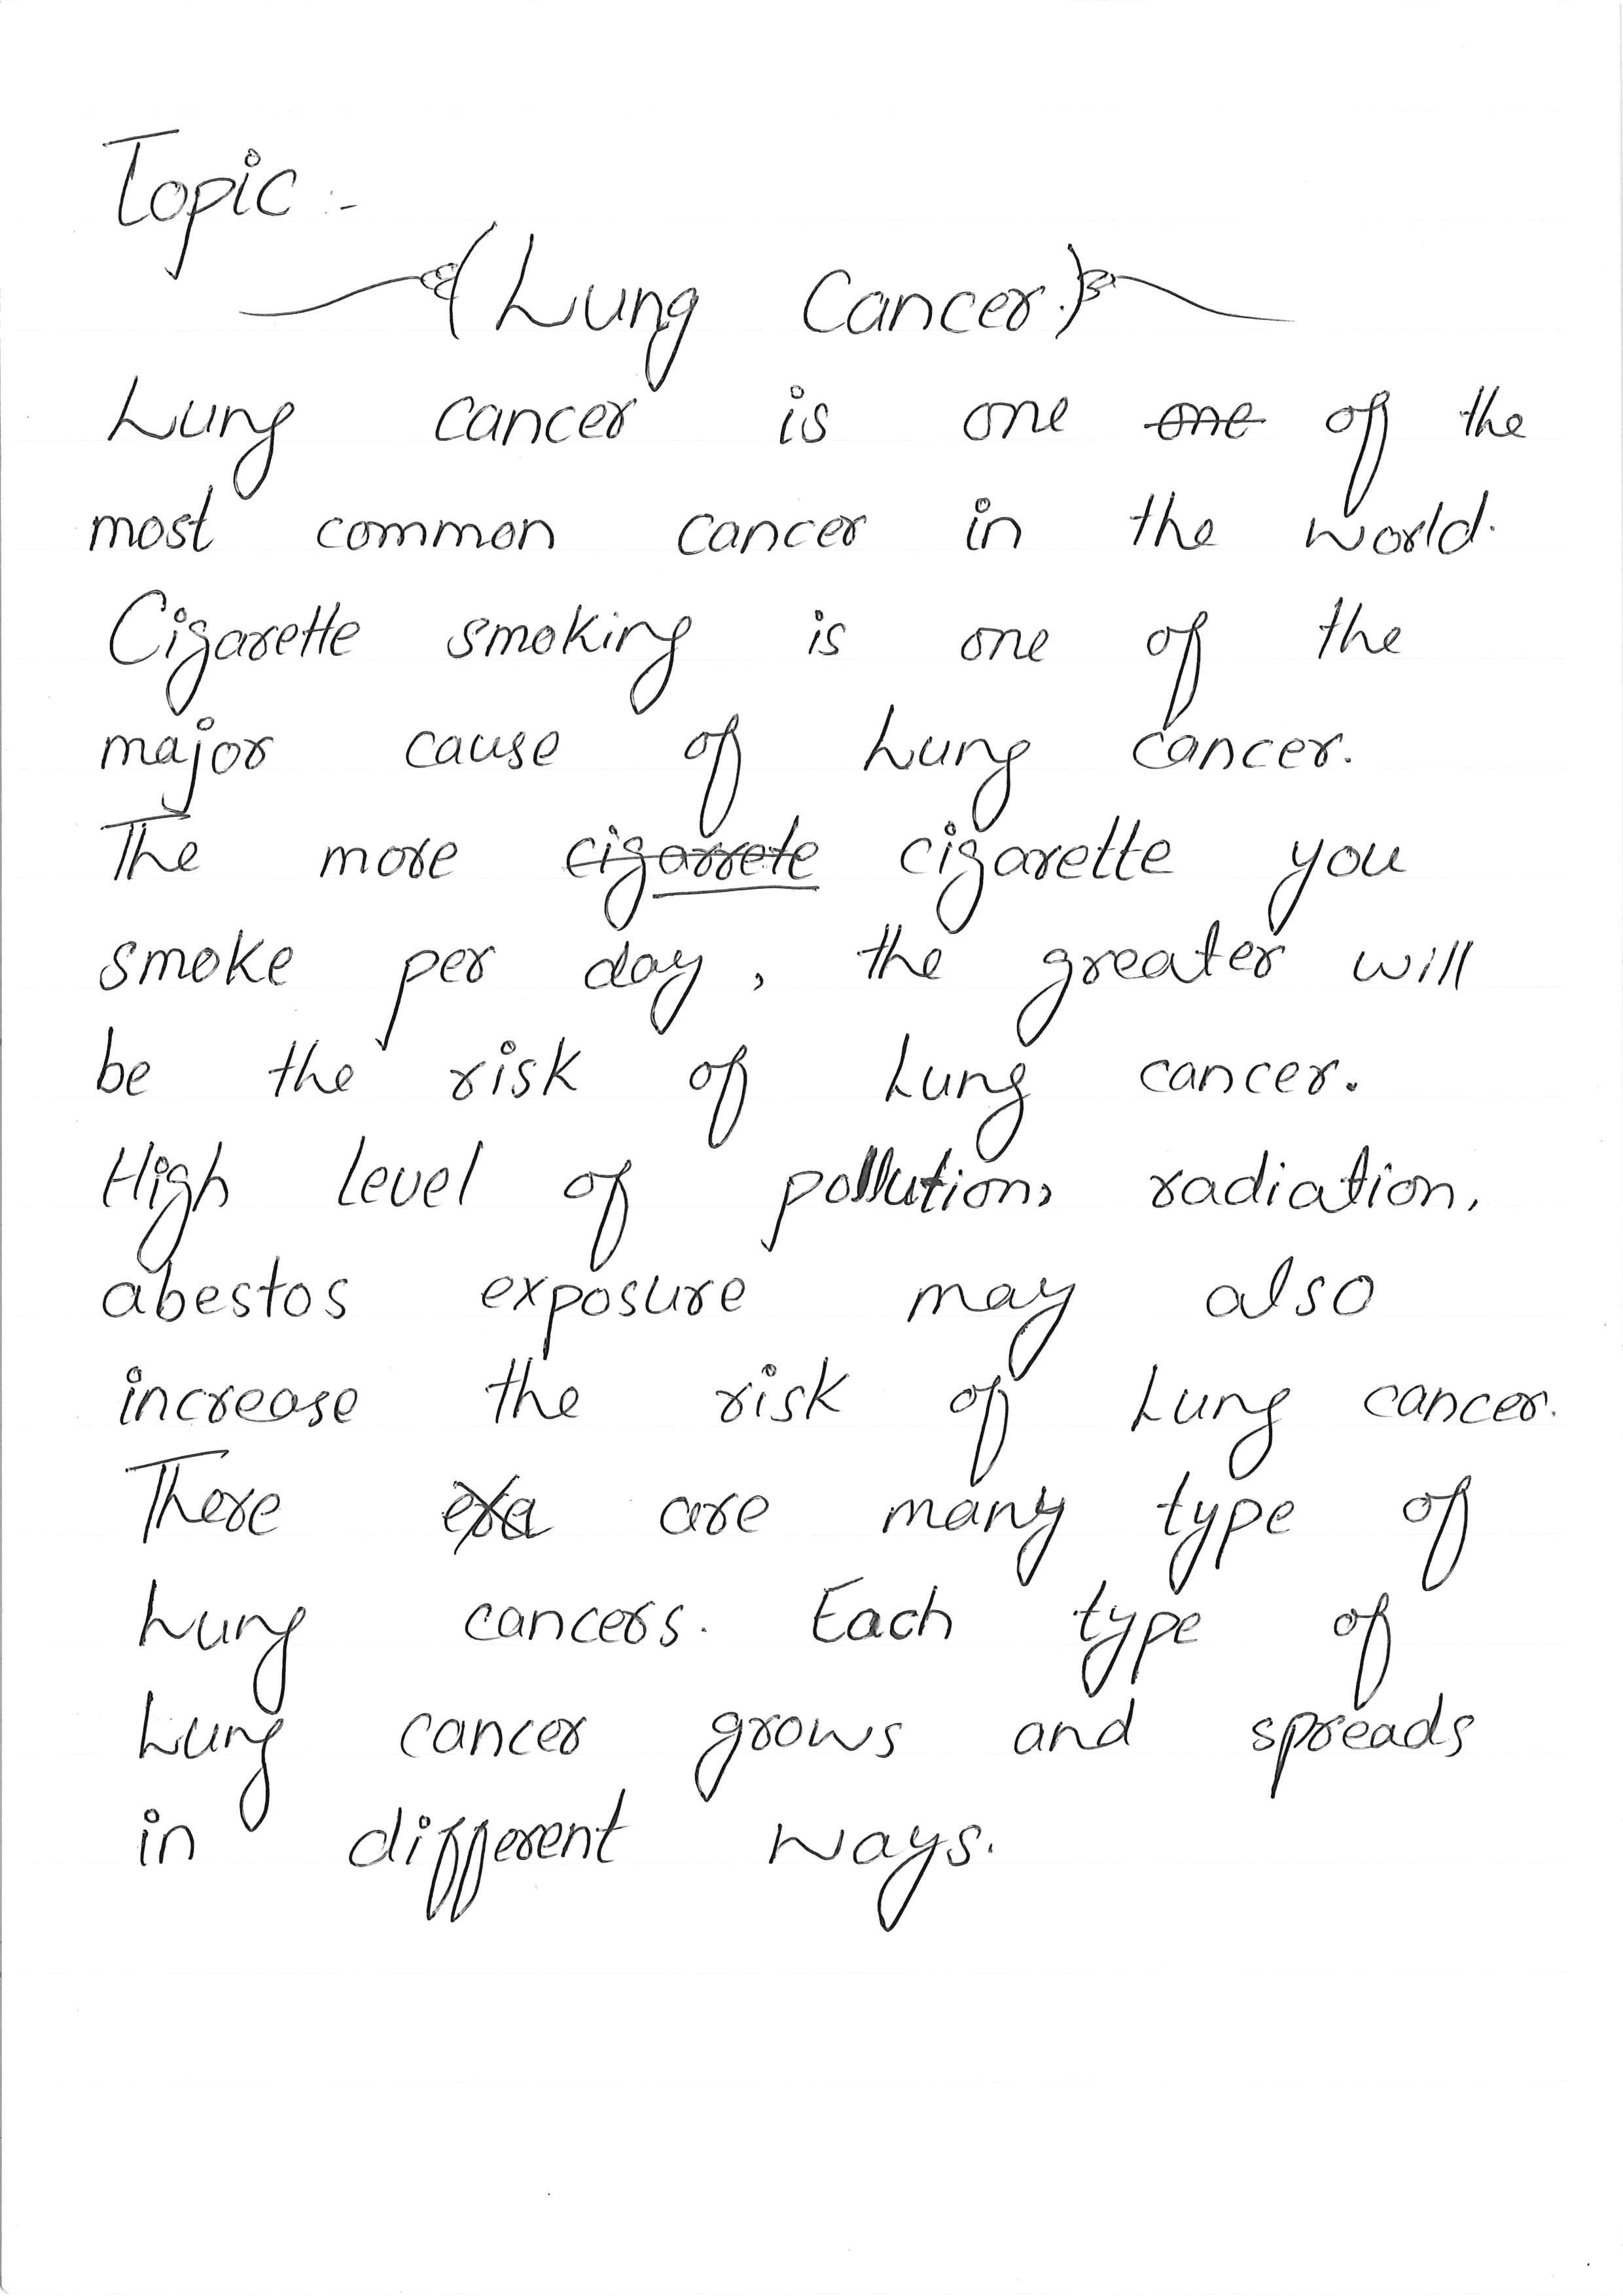 Topic :-
(Lung Cancer.)
Lung cancer is one one of the
most common cancer in the world.
Cigarette smoking is one of the
major cause of Lung cancer.
The more cigarrete cigarette you
smoke per day, the greater will
be the risk of Lung cancer.
High level of pollution, radiation,
abestos exposure may also
increase the risk of Lung cancer.
There are many type of
Lung cancers. Each type of
Lung cancer grows and spreads
in different ways.